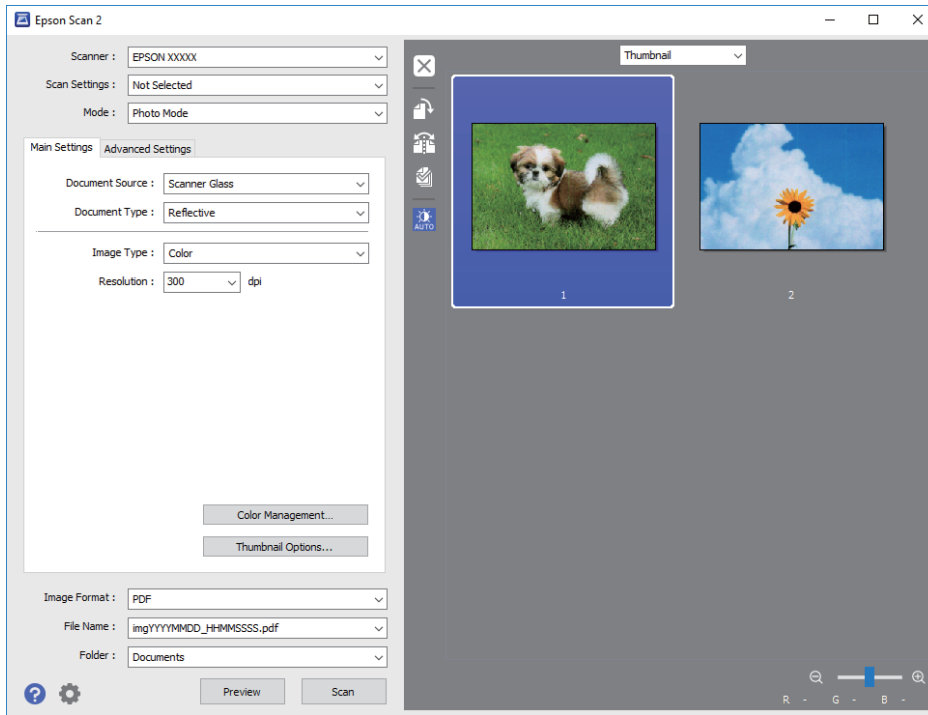 Epson Scan 2
Scanner :
EPSON XXXXX
Scan Settings :
Not Selected
Mode :
Photo Mode
Main Settings
Advanced Settings
Document Source :
Scanner Glass
Document Type :
Reflective
Image Type :
Color
Resolution :
300
dpi
Color Management...
Thumbnail Options...
Image Format :
PDF
File Name :
imgYYYYMMDD_HHMMSSSS.pdf
Folder :
Documents
?
Preview
Scan
Thumbnail
AUTO
1
2
R - G - B -